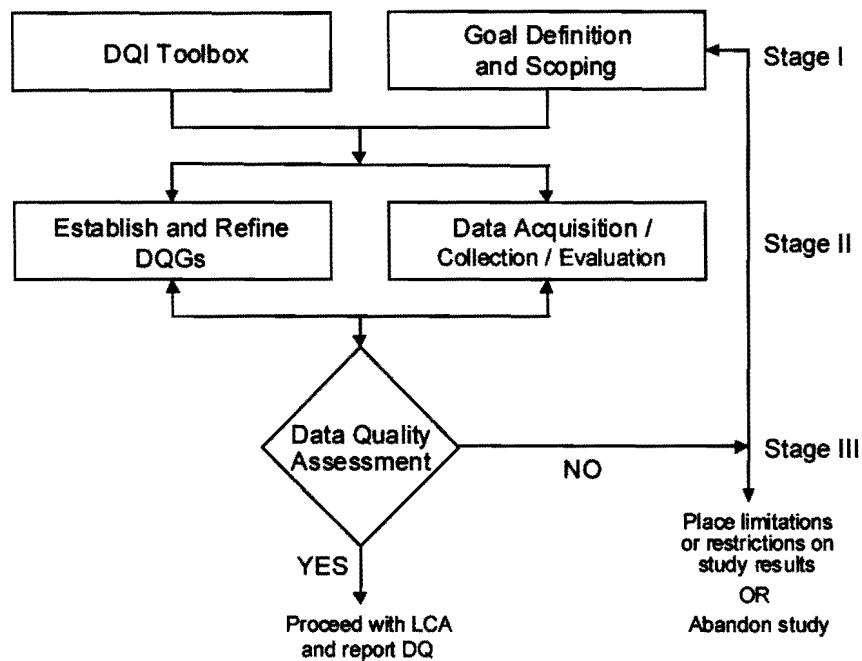 DQI Toolbox
Goal Definition
and Scoping
Stage I
Establish and Refine
DQGs
Data Acquisition /
Collection / Evaluation
Stage II
Data Quality
Assessment
NO
Stage III
YES
Place limitations
or restrictions on
study results
OR
Abandon study
Proceed with LCA
and report DQ